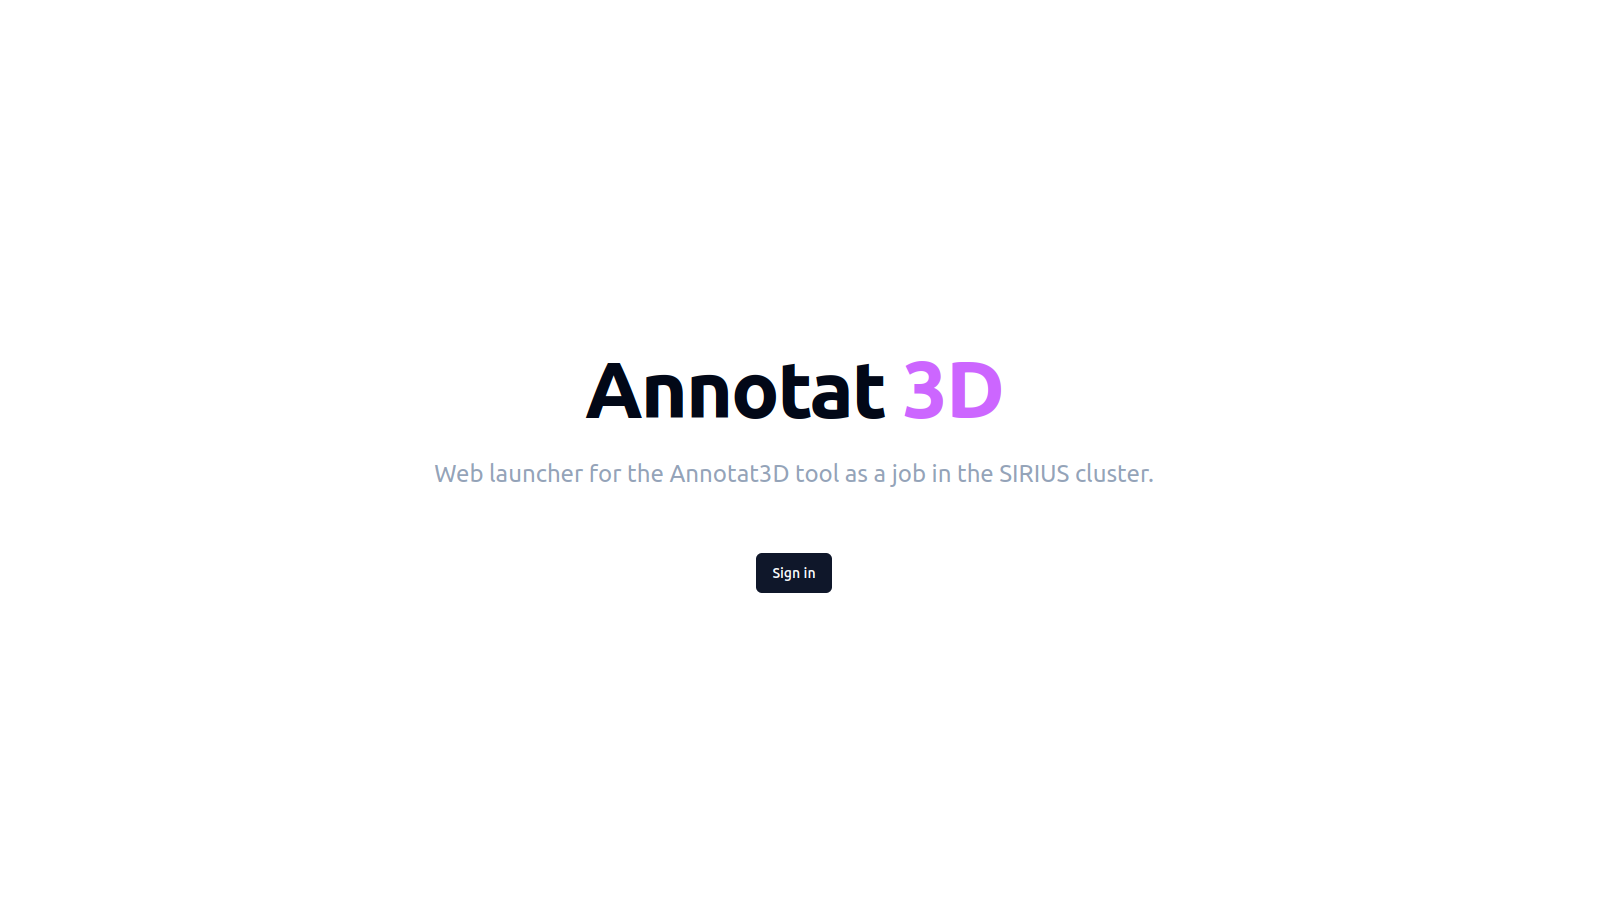 Annotat 3D
Web launcher for the Annotat3D tool as a job in the SIRIUS cluster.
Sign in